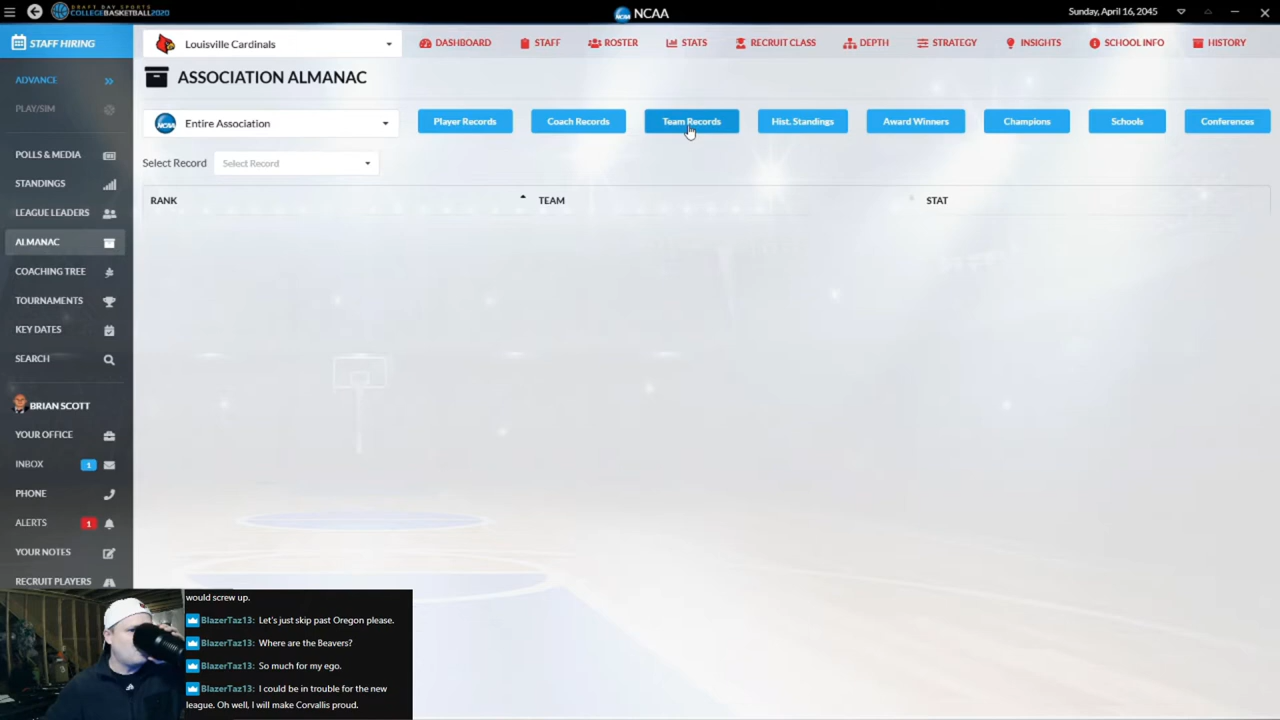 DRAFT DAY SPORTS
COLLEGE BASKETBALL 2020
NCAA
Sunday, April 16, 2045
STAFF HIRING
Louisville Cardinals
DASHBOARD
STAFF
ROSTER
STATS
RECRUIT CLASS
DEPTH
STRATEGY
INSIGHTS
SCHOOL INFO
HISTORY
ADVANCE
PLAY/SIM
POLLS & MEDIA
STANDINGS
LEAGUE LEADERS
ALMANAC
COACHING TREE
TOURNAMENTS
KEY DATES
SEARCH
BRIAN SCOTT
YOUR OFFICE
INBOX 1
PHONE
ALERTS 1
YOUR NOTES
RECRUIT PLAYERS
ASSOCIATION ALMANAC
NCAA Entire Association
Player Records
Coach Records
Team Records
Hist. Standings
Award Winners
Champions
Schools
Conferences
Select Record Select Record
RANK TEAM STAT
would screw up.
BlazerTaz13: Let's just skip past Oregon please.
BlazerTaz13: Where are the Beavers?
BlazerTaz13: So much for my ego.
BlazerTaz13: I could be in trouble for the new
league. Oh well, I will make Corvallis proud.